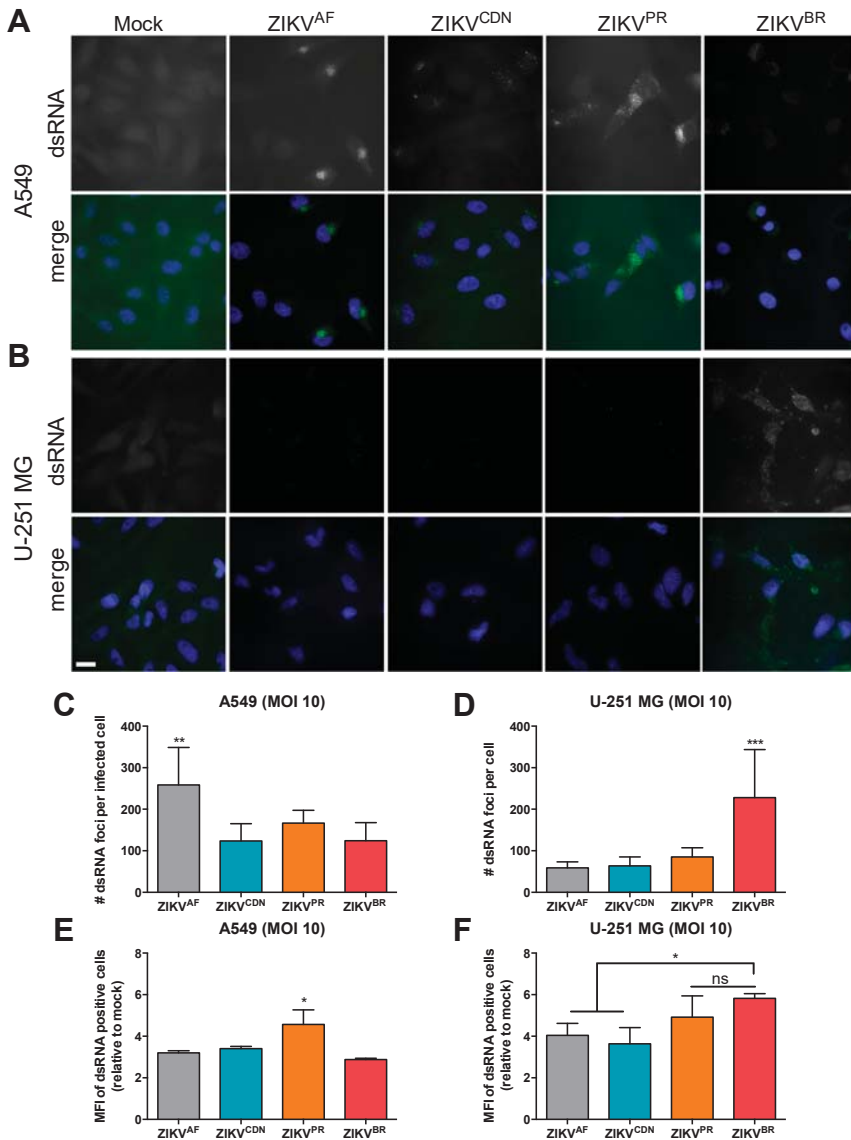 A
Mock ZIKV^AF ZIKV^CDN ZIKV^PR ZIKV^BR
A549
dsRNA
merge
B
U-251 MG
dsRNA
merge
C
A549 (MOI 10)
# dsRNA foci per infected cell
400
300
200
100
0
**
ZIKV^AF ZIKV^CDN ZIKV^PR ZIKV^BR
D
U-251 MG (MOI 10)
# dsRNA foci per cell
400
300
200
100
0
***
ZIKV^AF ZIKV^CDN ZIKV^PR ZIKV^BR
E
A549 (MOI 10)
MFI of dsRNA positive cells
(relative to mock)
8
6
4
2
0
*
ZIKV^AF ZIKV^CDN ZIKV^PR ZIKV^BR
F
U-251 MG (MOI 10)
MFI of dsRNA positive cells
(relative to mock)
8
6
4
2
0
*
ns
ZIKV^AF ZIKV^CDN ZIKV^PR ZIKV^BR